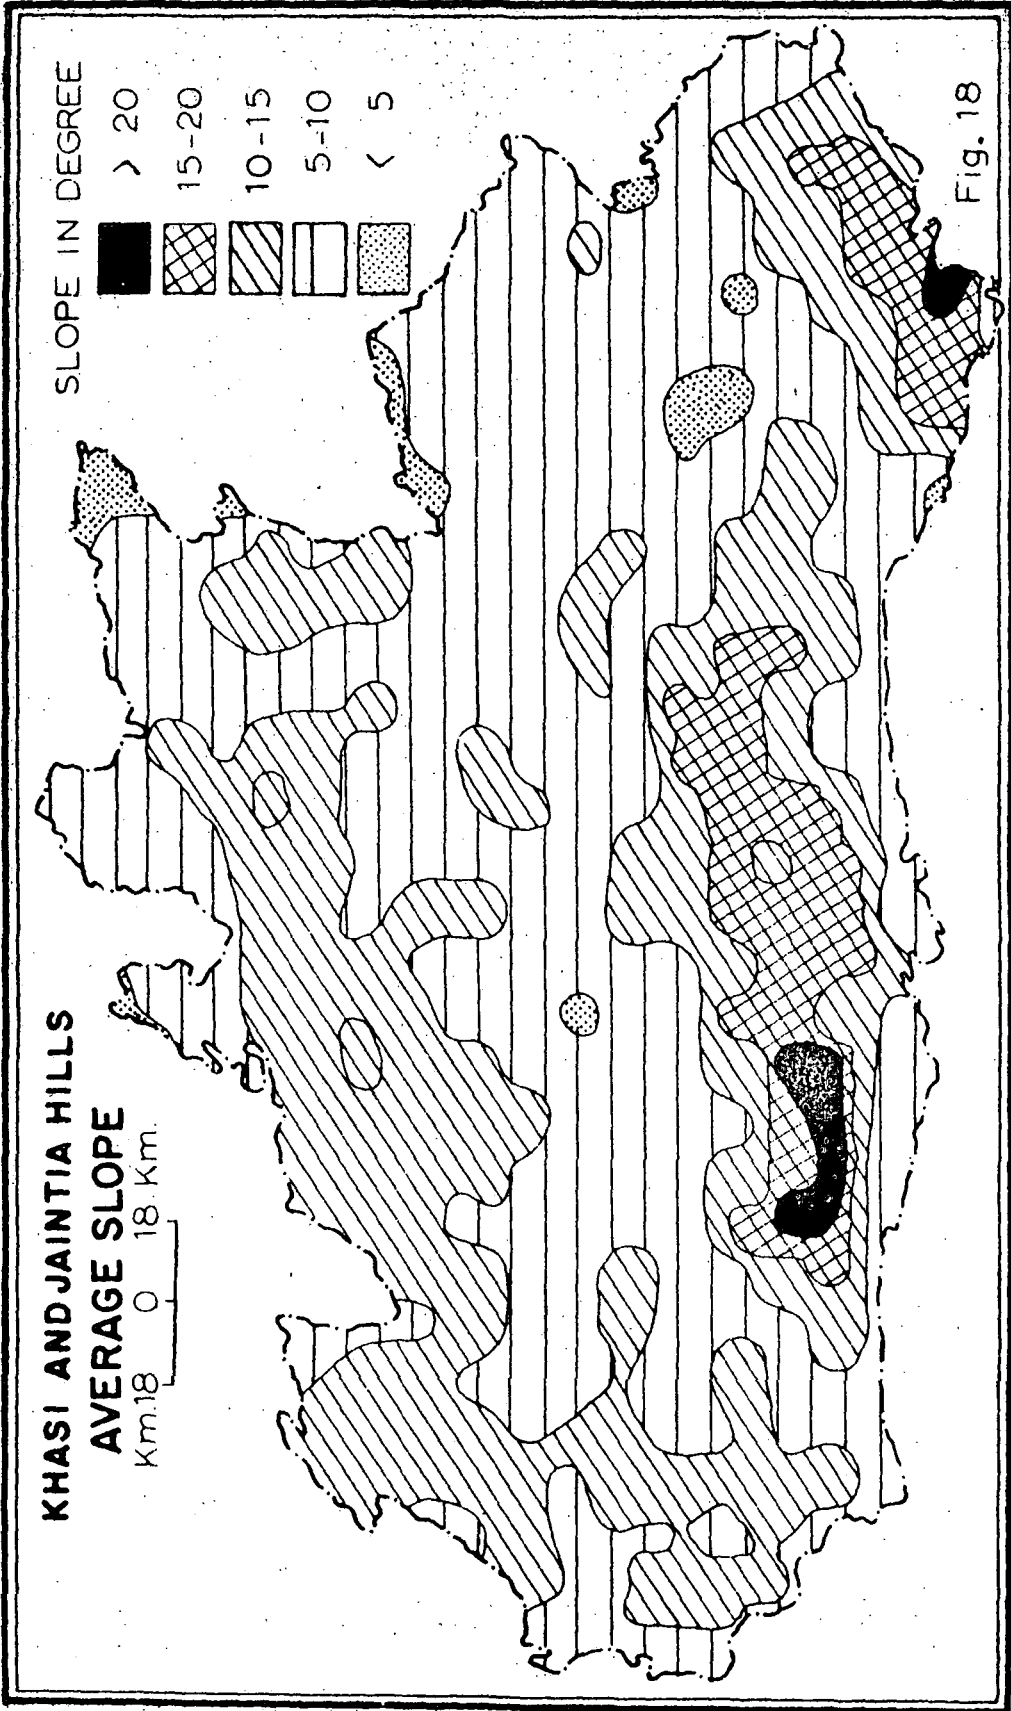 KHASI AND JAINTIA HILLS
AVERAGE SLOPE
Km.18 0 18 Km.
SLOPE IN DEGREE
> 20
15-20
10-15
5-10
< 5
Fig. 18